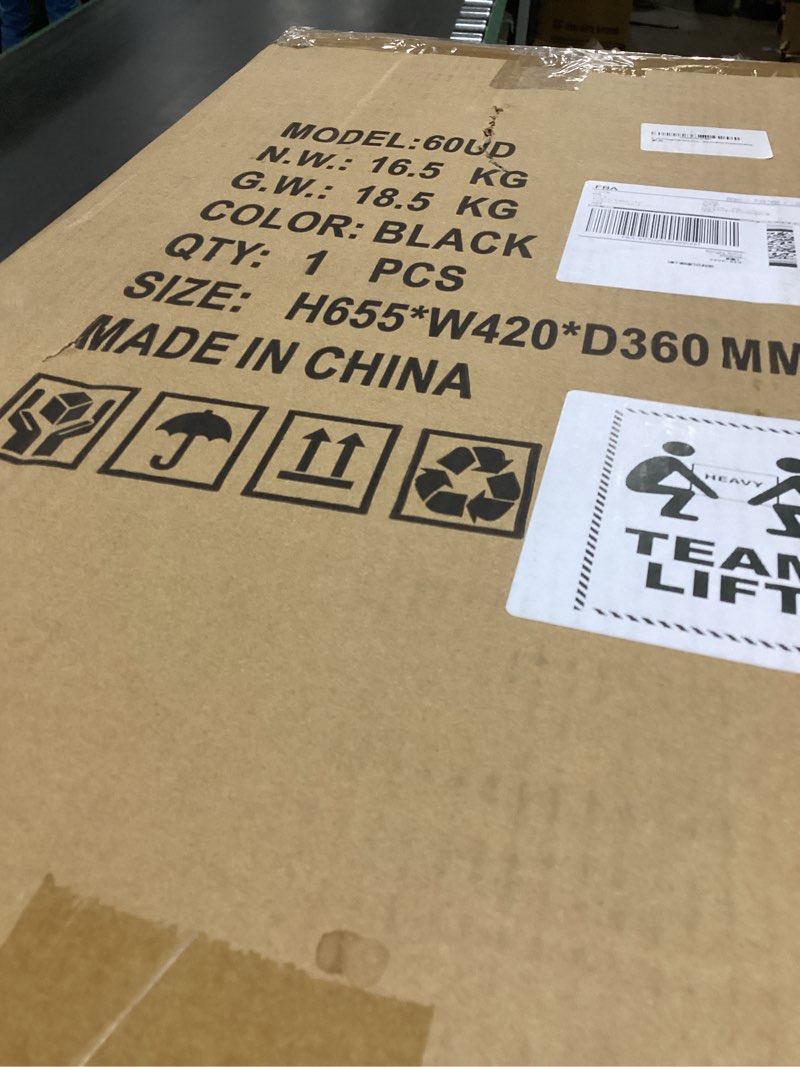 MODEL:60UD
N.W.: 16.5 KG
G.W.: 18.5 KG
COLOR: BLACK
QTY: 1 PCS
SIZE: H655*W420*D360 MM
MADE IN CHINA
FBA
HEAVY
TEAM
LIFT